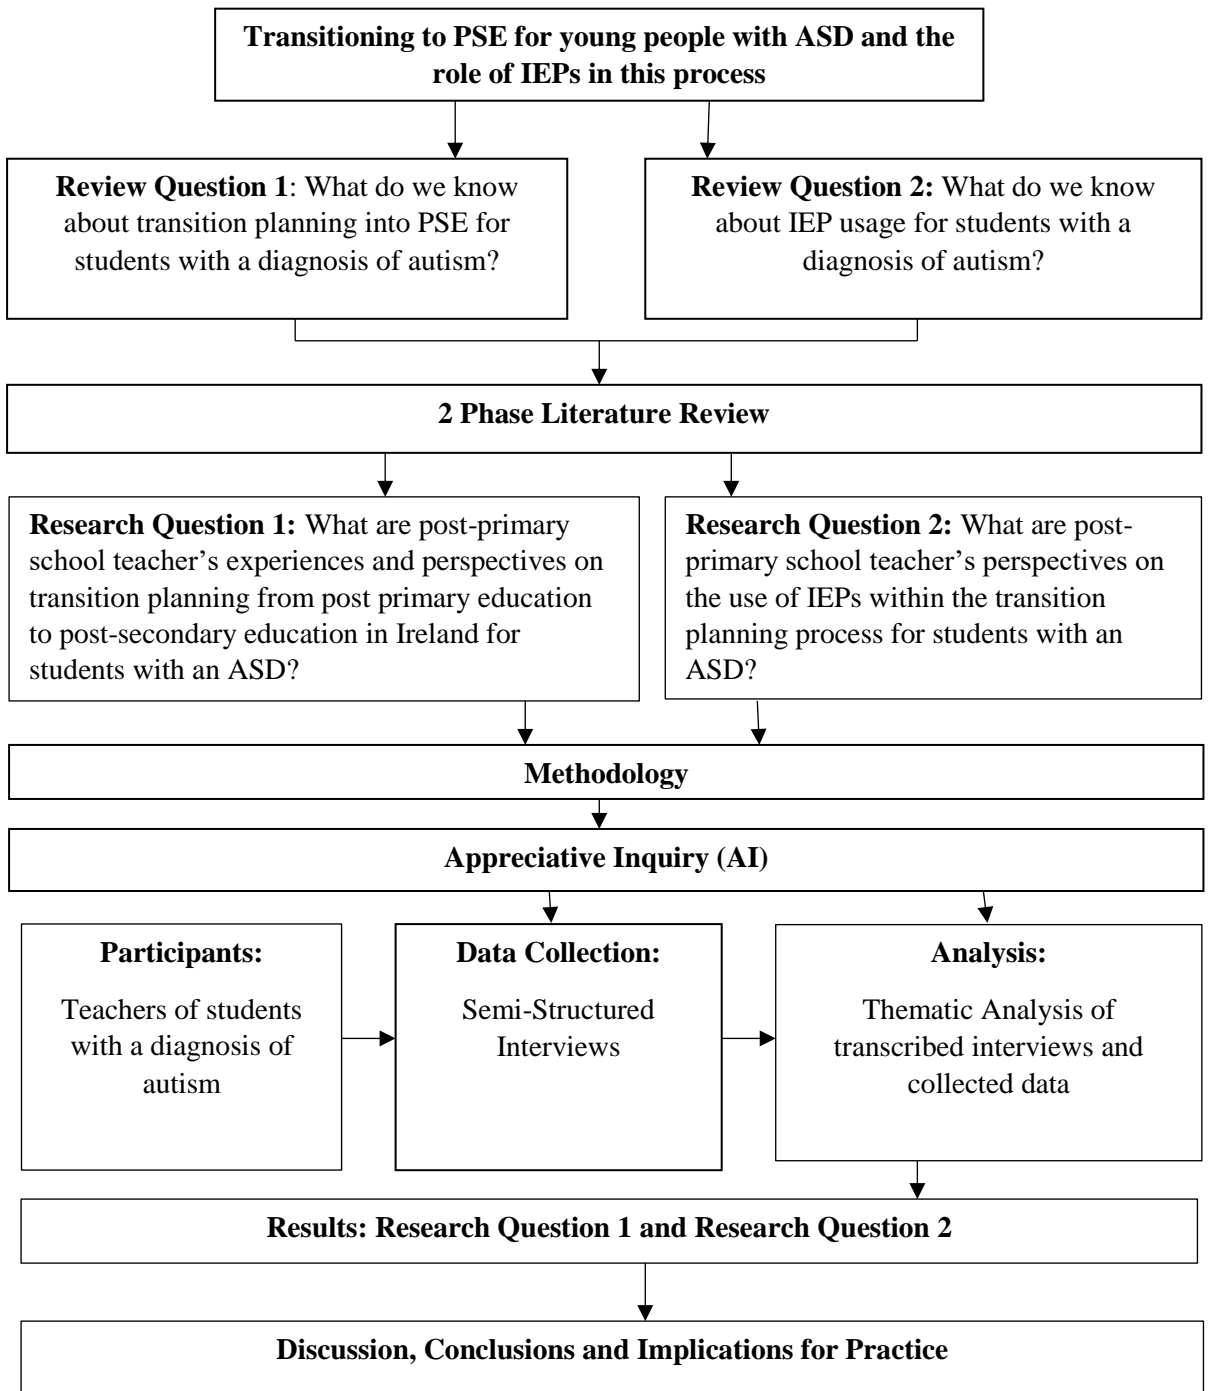 Transitioning to PSE for young people with ASD and the
role of IEPs in this process
Review Question 1: What do we know
about transition planning into PSE for
students with a diagnosis of autism?
Review Question 2: What do we know
about IEP usage for students with a
diagnosis of autism?
2 Phase Literature Review
Research Question 1: What are post-primary
school teacher’s experiences and perspectives on
transition planning from post primary education
to post-secondary education in Ireland for
students with an ASD?
Research Question 2: What are post-
primary school teacher’s perspectives on
the use of IEPs within the transition
planning process for students with an
ASD?
Methodology
Appreciative Inquiry (AI)
Participants:
Teachers of students
with a diagnosis of
autism
Data Collection:
Semi-Structured
Interviews
Analysis:
Thematic Analysis of
transcribed interviews and
collected data
Results: Research Question 1 and Research Question 2
Discussion, Conclusions and Implications for Practice